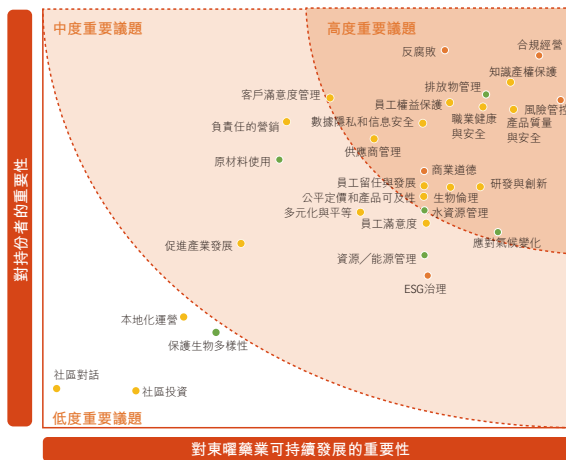 中度重要議題
高度重要議題
反腐敗
合規經營
知識產權保護
排放物管理
客戶滿意度管理
員工權益保護
風險管控
職業健康
與安全
產品質量
與安全
數據隱私和信息安全
負責任的營銷
供應商管理
原材料使用
商業道德
員工留任與發展
研發與創新
公平定價和產品可及性
生物倫理
多元化與平等
水資源管理
員工滿意度
促進產業發展
應對氣候變化
資源／能源管理
ESG治理
本地化運營
保護生物多樣性
社區對話
社區投資
低度重要議題
對持份者的重要性
對東曜藥業可持續發展的重要性